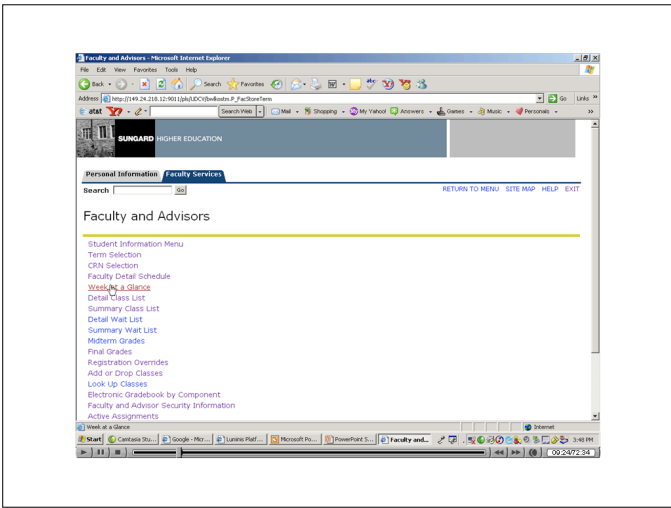 Faculty and Advisors - Microsoft Internet Explorer
File Edit View Favorites Tools Help
Back Search Favorites
Address http://149.24.218.12:9011/pls/UDCV/bwlkostm.P_FacStoreTerm Go Links »
at&t Y! Search Web Mail Shopping My Yahoo! Answers Games Music Personals »
SUNGARD HIGHER EDUCATION
Personal Information Faculty Services
Search Go RETURN TO MENU SITE MAP HELP EXIT
Faculty and Advisors
Student Information Menu
Term Selection
CRN Selection
Faculty Detail Schedule
Week at a Glance
Detail Class List
Summary Class List
Detail Wait List
Summary Wait List
Midterm Grades
Final Grades
Registration Overrides
Add or Drop Classes
Look Up Classes
Electronic Gradebook by Component
Faculty and Advisor Security Information
Active Assignments
Week at a Glance Internet
Start Camtasia Stu... Google - Micr... Luminis Platf... Microsoft Po... PowerPoint S... Faculty and... 3:48 PM
09:24/72:34